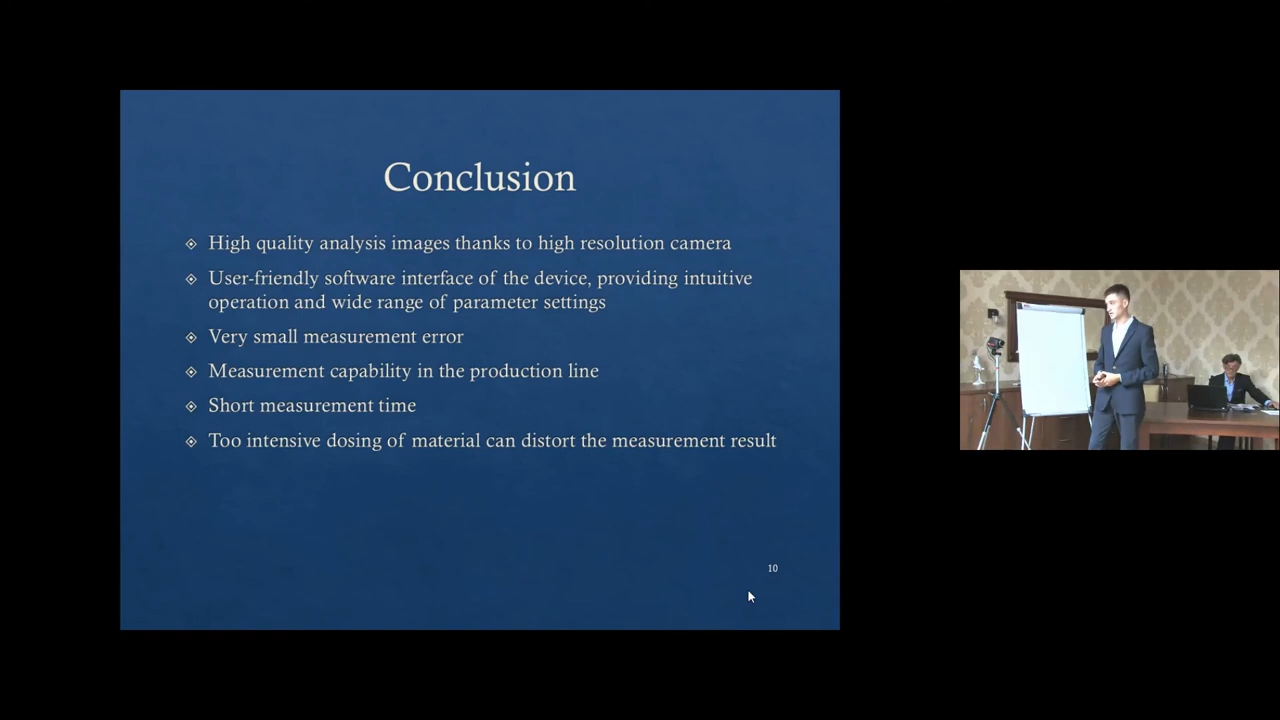 Conclusion
High quality analysis images thanks to high resolution camera
User-friendly software interface of the device, providing intuitive
operation and wide range of parameter settings
Very small measurement error
Measurement capability in the production line
Short measurement time
Too intensive dosing of material can distort the measurement result
10